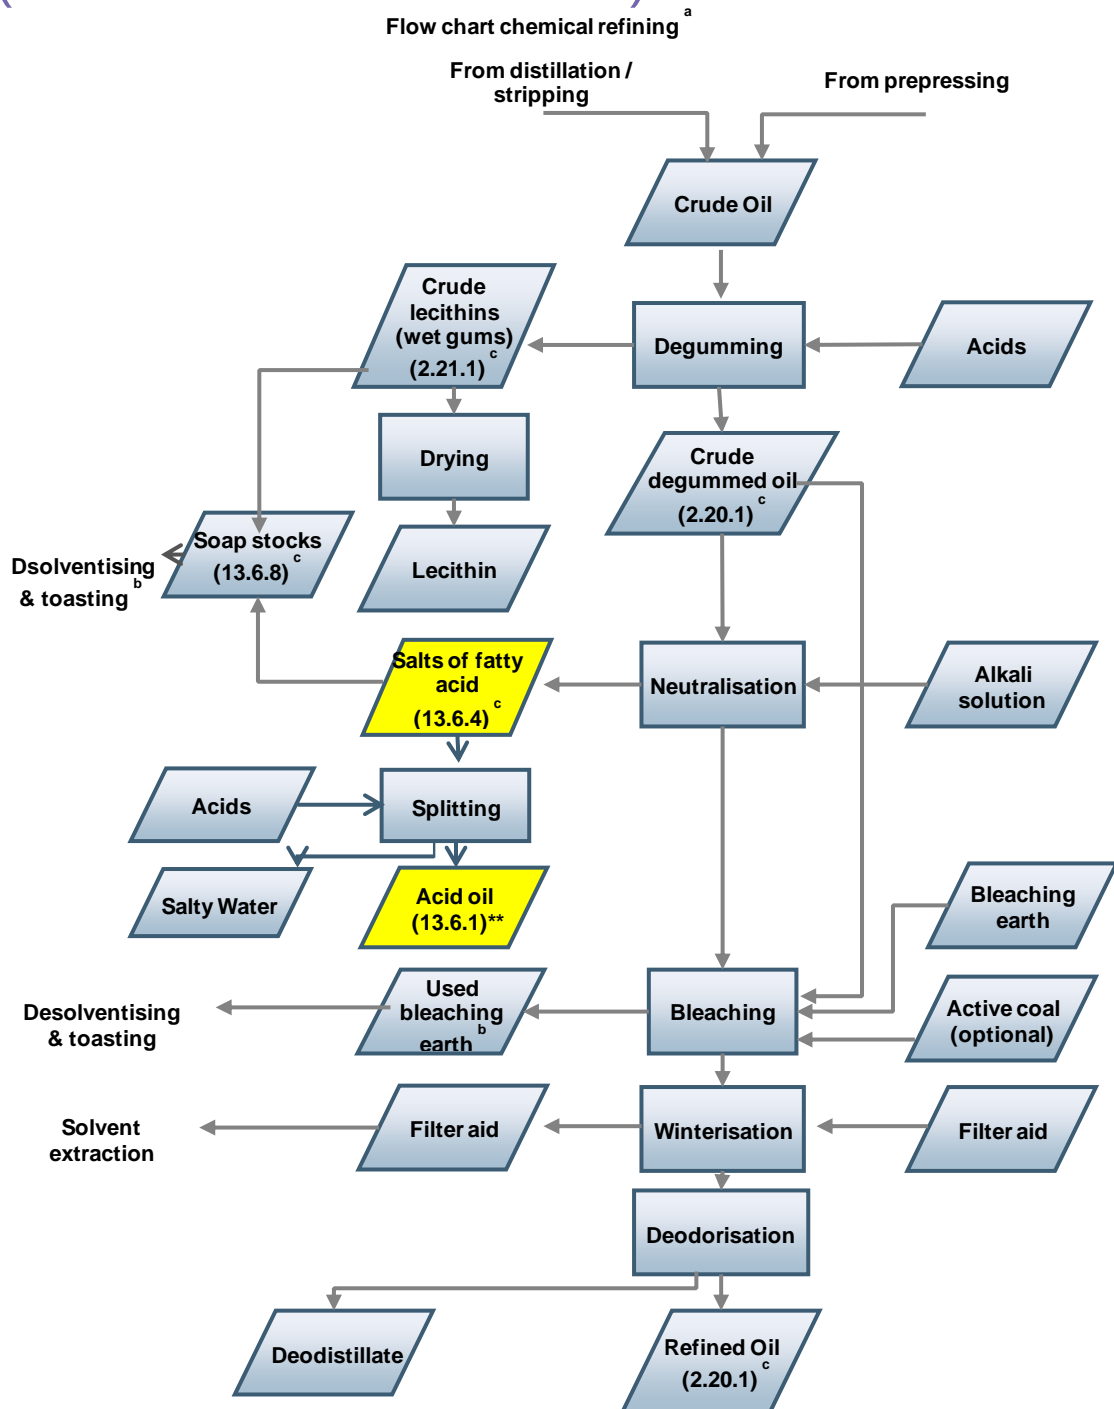 Flow chart chemical refining a
From distillation /
stripping
From prepressing
Crude Oil
Crude
lecithins
(wet gums)
(2.21.1) c
Degumming
Acids
Drying
Crude
degummed oil
(2.20.1) c
Soap stocks
(13.6.8) c
Dsolventising
& toasting b
Lecithin
Salts of fatty
acid
(13.6.4) c
Neutralisation
Alkali
solution
Acids
Splitting
Salty Water
Acid oil
(13.6.1)**
Bleaching
earth
Used
bleaching
earth b
Desolventising
& toasting
Bleaching
Active coal
(optional)
Solvent
extraction
Filter aid
Winterisation
Filter aid
Deodorisation
Deodistillate
Refined Oil
(2.20.1) c